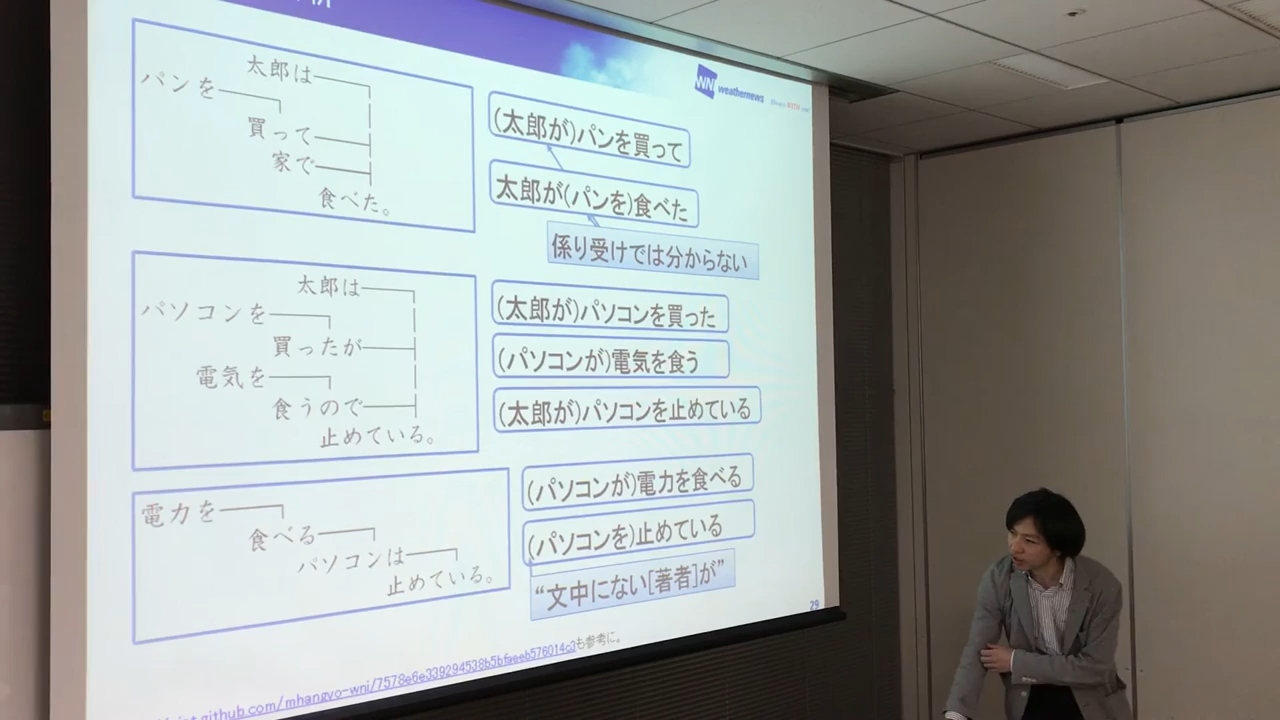 太郎は
パンを
買って
家で
食べた。
(太郎が)パンを買って
太郎が(パンを)食べた
係り受けでは分からない
太郎は
パソコンを
買ったが
電気を
食うので
止めている。
(太郎が)パソコンを買った
(パソコンが)電気を食う
(太郎が)パソコンを止めている
電力を
食べる
パソコンは
止めている。
(パソコンが)電力を食べる
(パソコンを)止めている
“文中にない[著者]が”
WNI weathernews
29
github.com/mhangyo-wni/7578e6e339294538b5bfaeeb576014c3も参考に。